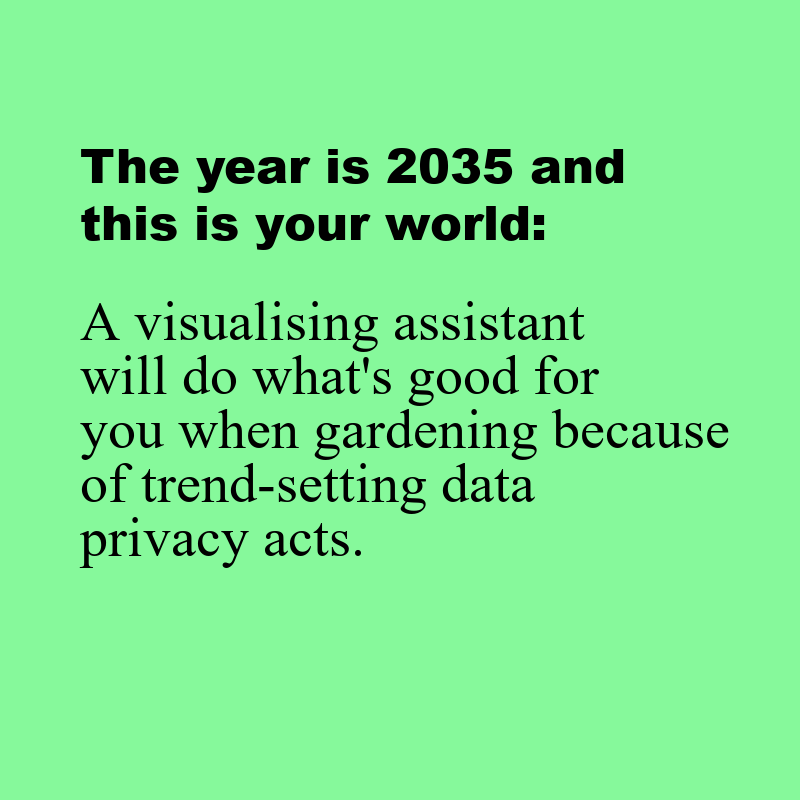 The year is 2035 and
this is your world:
A visualising assistant
will do what's good for
you when gardening because
of trend-setting data
privacy acts.